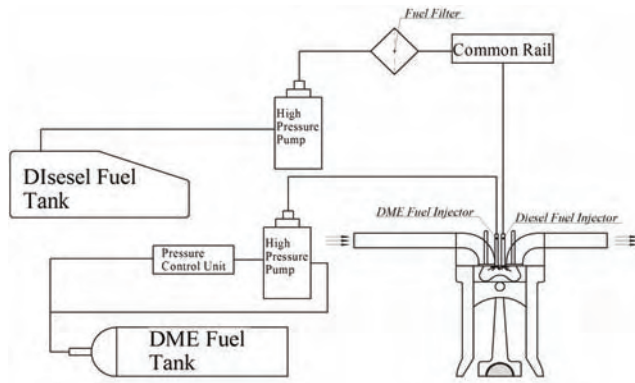 Fuel Filter
Common Rail
High
Pressure
Pump
DIsesel Fuel
Tank
DME Fuel Injector
Diesel Fuel Injector
Pressure
Control Unit
High
Pressure
Pump
DME Fuel
Tank